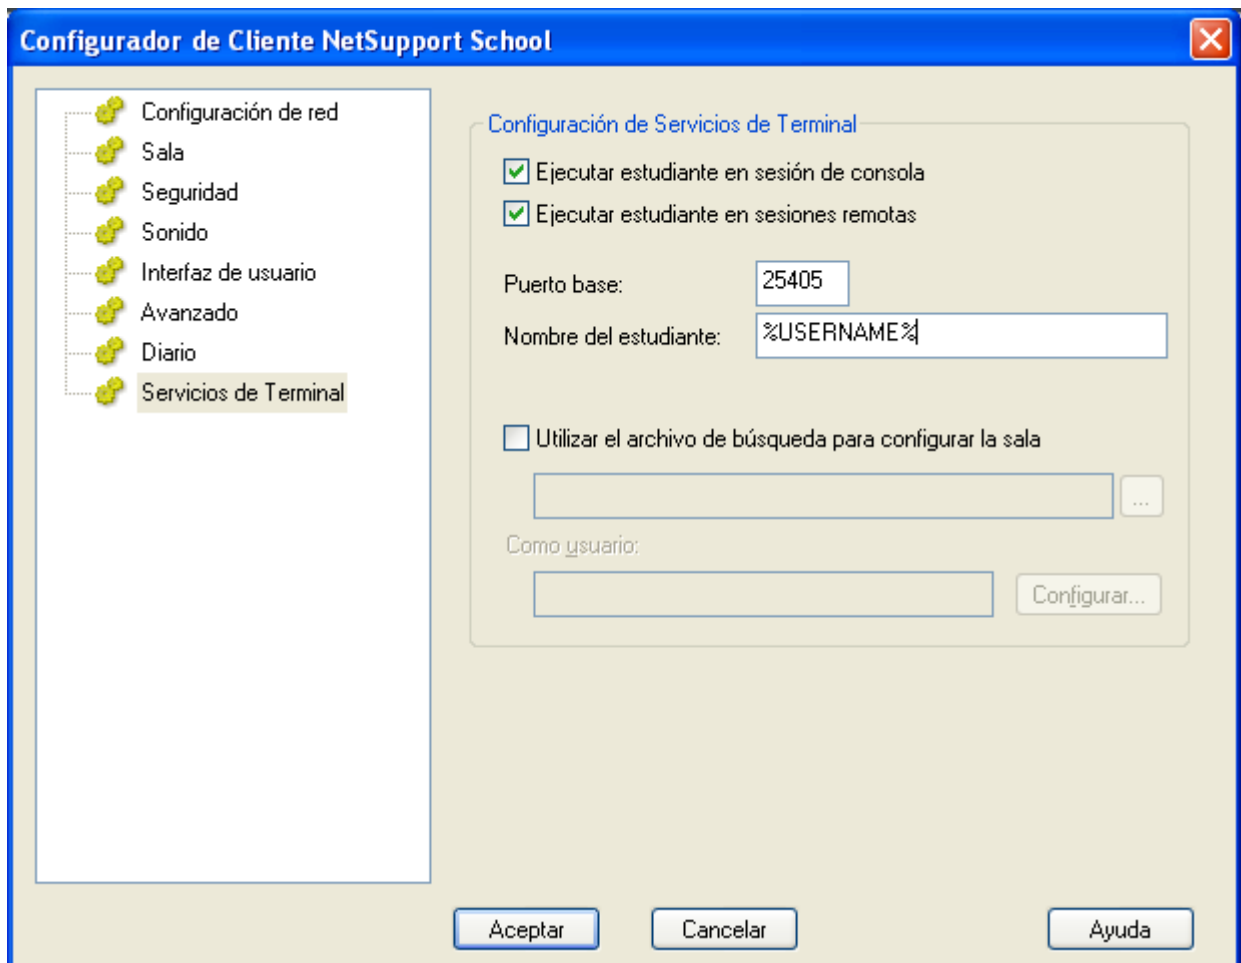 Configurador de Cliente NetSupport School
Configuración de red
Sala
Seguridad
Sonido
Interfaz de usuario
Avanzado
Diario
Servicios de Terminal
Configuración de Servicios de Terminal
Ejecutar estudiante en sesión de consola
Ejecutar estudiante en sesiones remotas
Puerto base: 25405
Nombre del estudiante: %USERNAME%
Utilizar el archivo de búsqueda para configurar la sala
...
Como usuario:
Configurar...
Aceptar Cancelar Ayuda